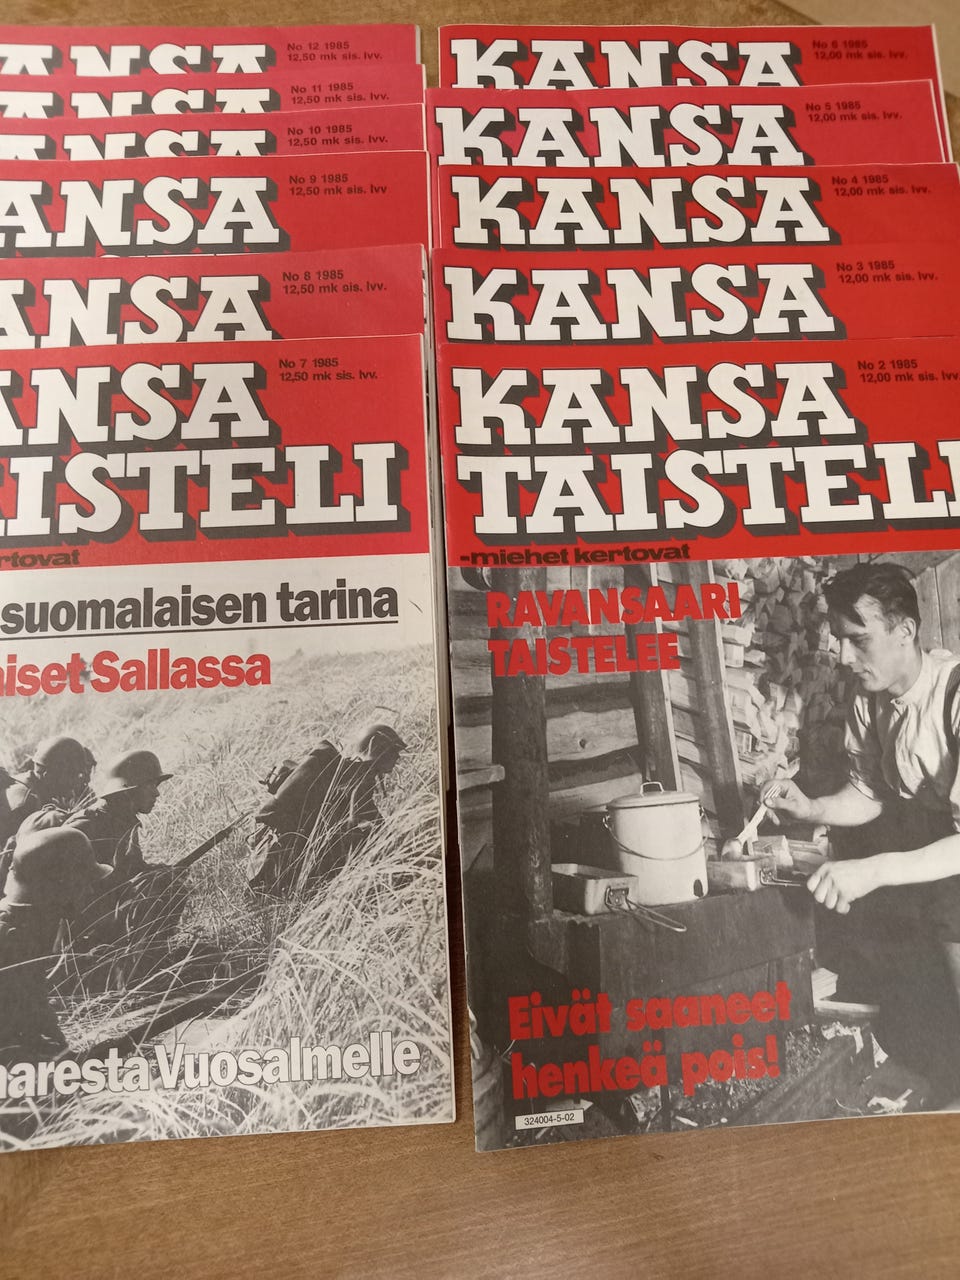 ANSA
No 12 1985
12,50 mk sis. lvv.
ANSA
No 11 1985
12,50 mk sis. lvv.
ANSA
No 10 1985
12,50 mk sis. lvv.
ANSA
No 9 1985
12,50 mk sis. lvv
ANSA
No 8 1985
12,50 mk sis. lvv.
ANSA
AISTELI
No 7 1985
12,50 mk sis. lvv.
ertovat
suomalaisen tarina
aiset Sallassa
naresta Vuosalmelle
KANSA
No 6 1985
12,00 mk sis. lvv.
KANSA
No 5 1985
12,00 mk sis. lvv.
KANSA
No 4 1985
12,00 mk sis. lvv.
KANSA
No 3 1985
12,00 mk sis. lvv.
KANSA
TAISTELI
No 2 1985
12,00 mk sis. lvv.
-miehet kertovat
RAVANSAARI
TAISTELEE
Eivät saaneet
henkeä pois!
324004-5-02